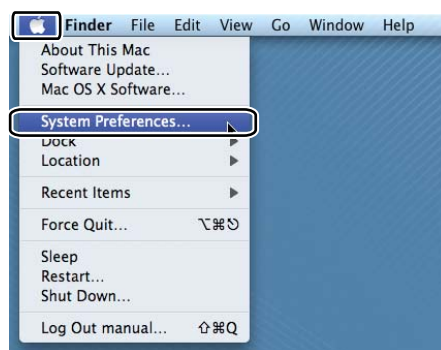 Finder File Edit View Go Window Help
About This Mac
Software Update...
Mac OS X Software...
System Preferences...
Dock
Location
Recent Items
Force Quit... ⌥⌘⎋
Sleep
Restart...
Shut Down...
Log Out manual... ⇧⌘Q